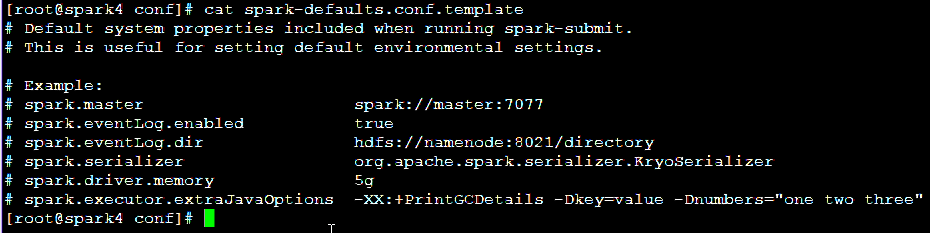 [root@spark4 conf]# cat spark-defaults.conf.template
# Default system properties included when running spark-submit.
# This is useful for setting default environmental settings.

# Example:
# spark.master                     spark://master:7077
# spark.eventLog.enabled           true
# spark.eventLog.dir               hdfs://namenode:8021/directory
# spark.serializer                 org.apache.spark.serializer.KryoSerializer
# spark.driver.memory              5g
# spark.executor.extraJavaOptions  -XX:+PrintGCDetails -Dkey=value -Dnumbers="one two three"
[root@spark4 conf]#